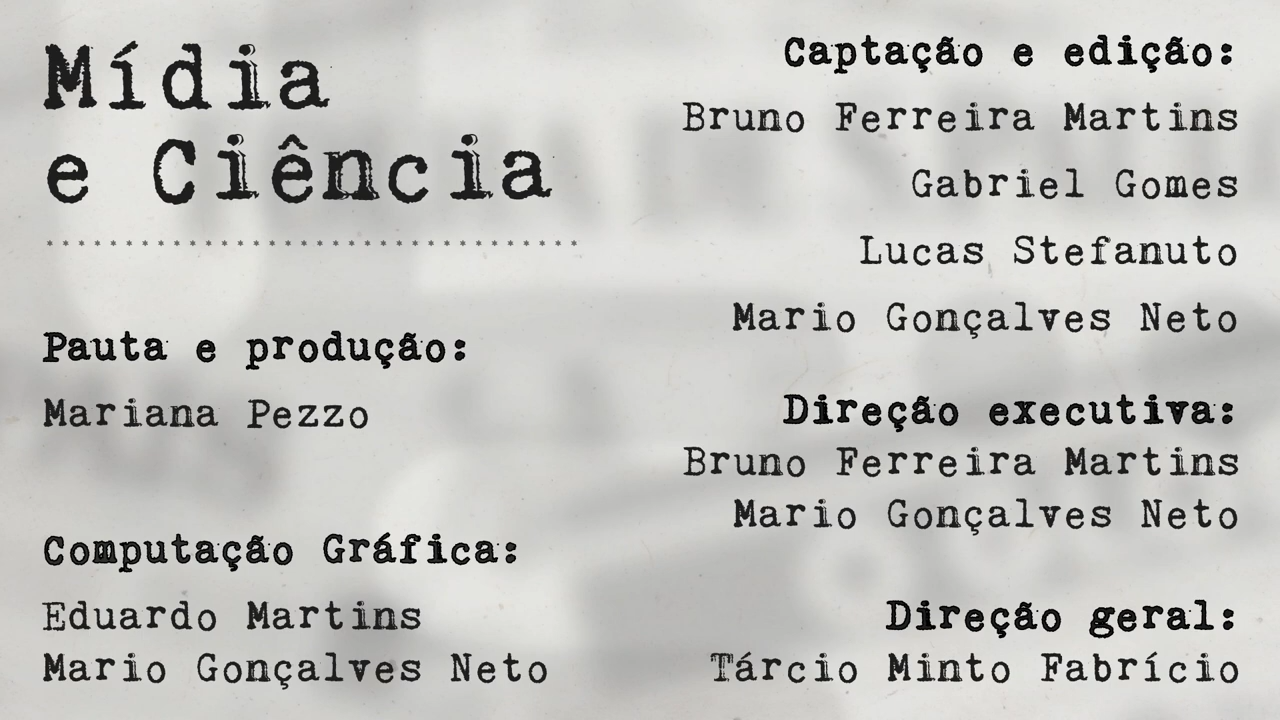 Mídia
e Ciência
Pauta e produção:
Mariana Pezzo
Computação Gráfica:
Eduardo Martins
Mario Gonçalves Neto
Captação e edição:
Bruno Ferreira Martins
Gabriel Gomes
Lucas Stefanuto
Mario Gonçalves Neto
Direção executiva:
Bruno Ferreira Martins
Mario Gonçalves Neto
Direção geral:
Tárcio Minto Fabrício